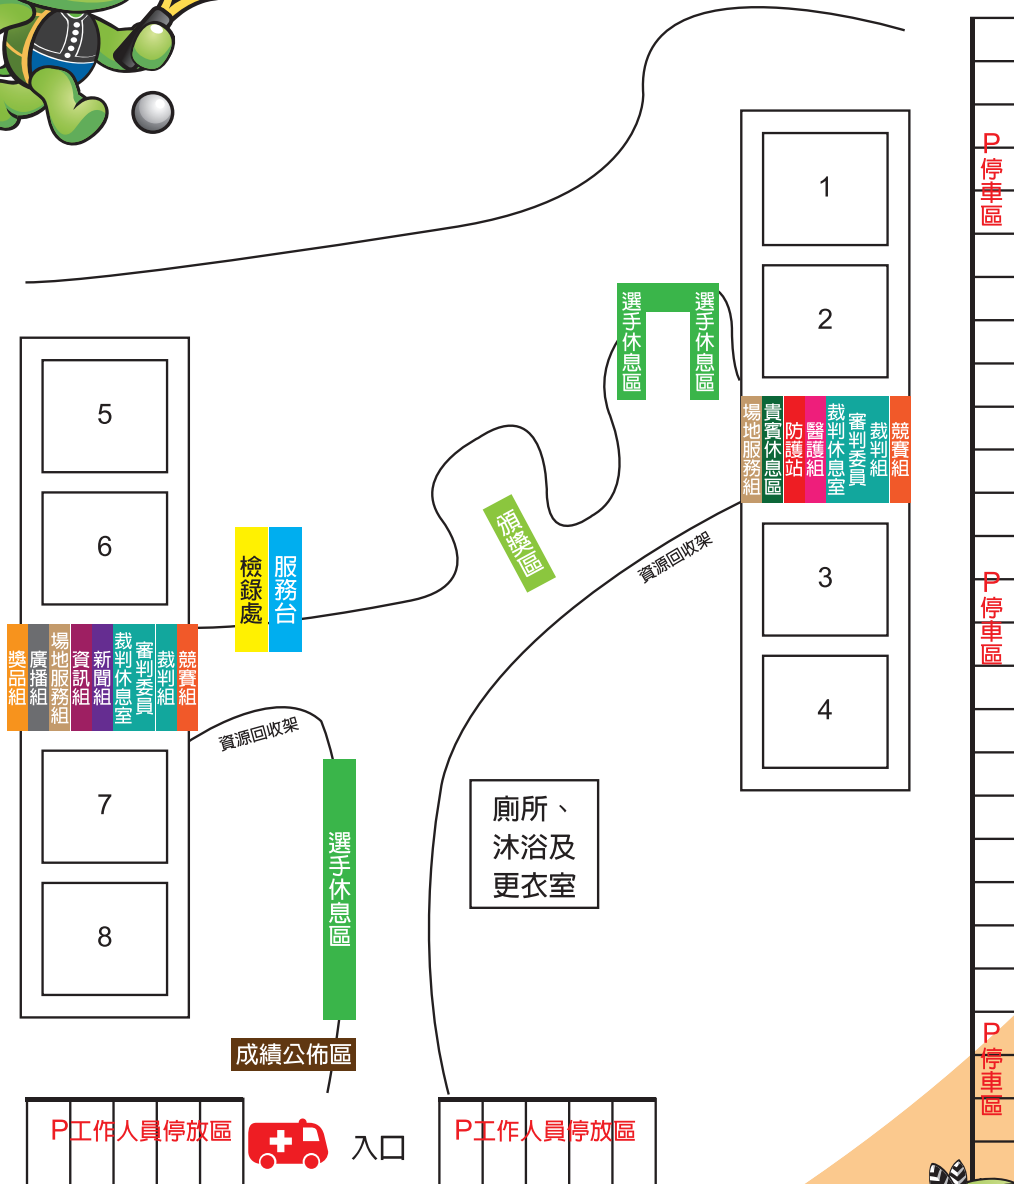 P停車區
1
2
選手休息區
選手休息區
場地服務組
貴賓休息區
防護站
醫護組
裁判休息室
審判委員
裁判組
競賽組
5
6
頒獎區
資源回收架
3
檢錄處
服務台
P停車區
獎品組
廣播組
場地服務組
資訊組
新聞組
裁判休息室
審判委員
裁判組
競賽組
4
資源回收架
7
廁所、
沐浴及
更衣室
選手休息區
8
成績公佈區
P停車區
P工作人員停放區
入口
P工作人員停放區